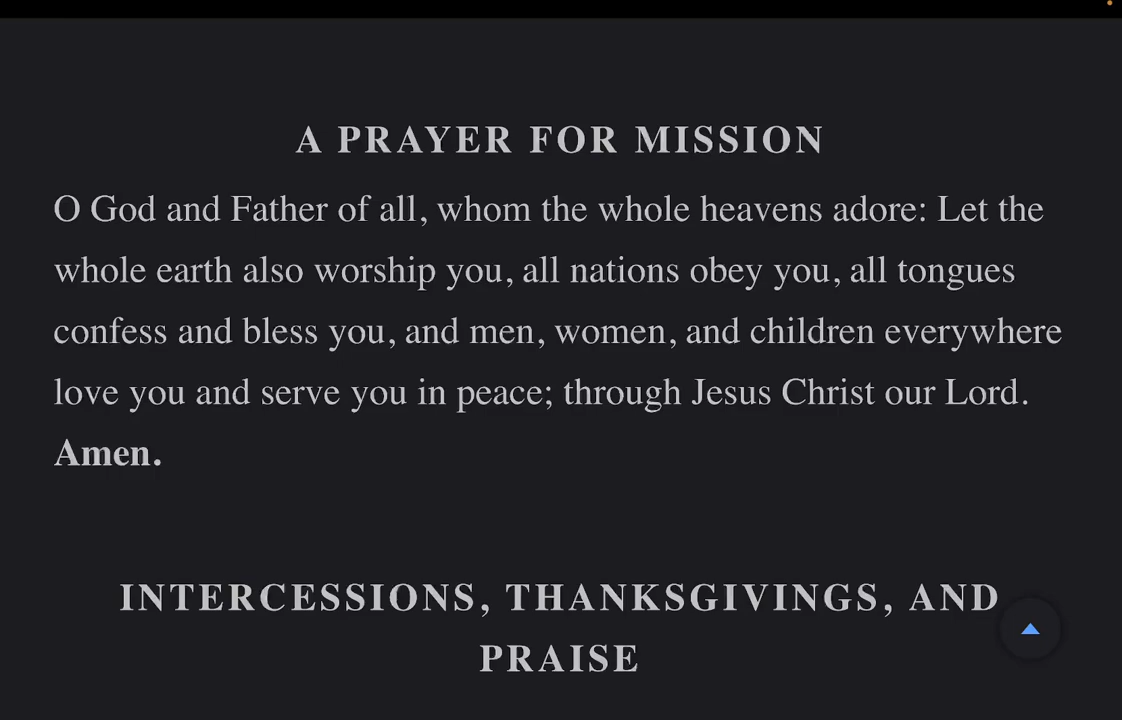 A PRAYER FOR MISSION
O God and Father of all, whom the whole heavens adore: Let the
whole earth also worship you, all nations obey you, all tongues
confess and bless you, and men, women, and children everywhere
love you and serve you in peace; through Jesus Christ our Lord.
Amen.
INTERCESSIONS, THANKSGIVINGS, AND
PRAISE